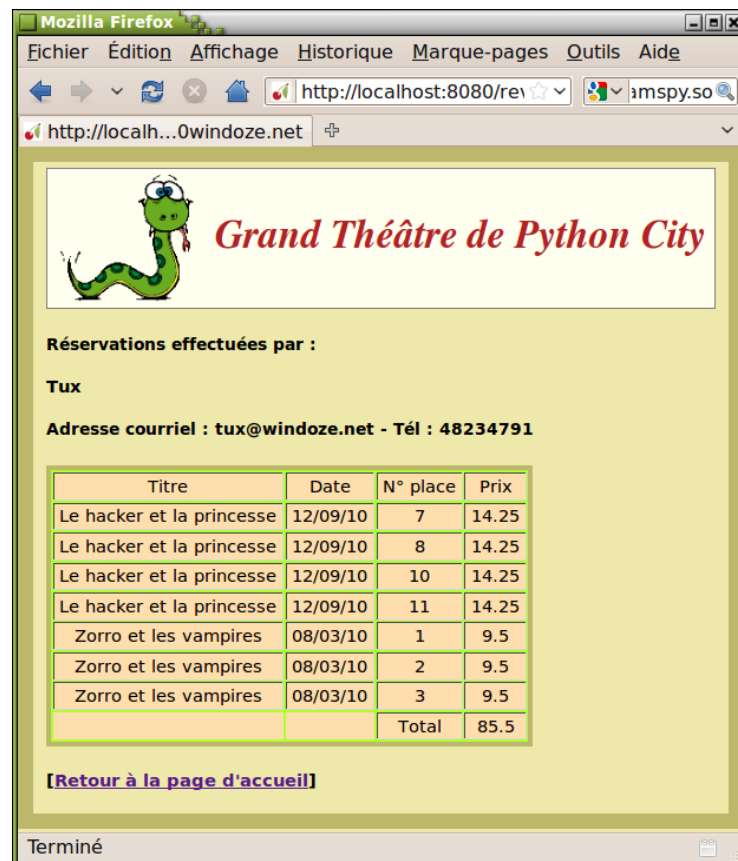 Mozilla Firefox
Fichier Édition Affichage Historique Marque-pages Outils Aide
http://localhost:8080/res amspy.so
http://localh...0windoze.net
Grand Théâtre de Python City
Réservations effectuées par :
Tux
Adresse courriel : tux@windoze.net - Tél : 48234791
Titre Date N° place Prix
Le hacker et la princesse 12/09/10 7 14.25
Le hacker et la princesse 12/09/10 8 14.25
Le hacker et la princesse 12/09/10 10 14.25
Le hacker et la princesse 12/09/10 11 14.25
Zorro et les vampires 08/03/10 1 9.5
Zorro et les vampires 08/03/10 2 9.5
Zorro et les vampires 08/03/10 3 9.5
Total 85.5
[Retour à la page d'accueil]
Terminé